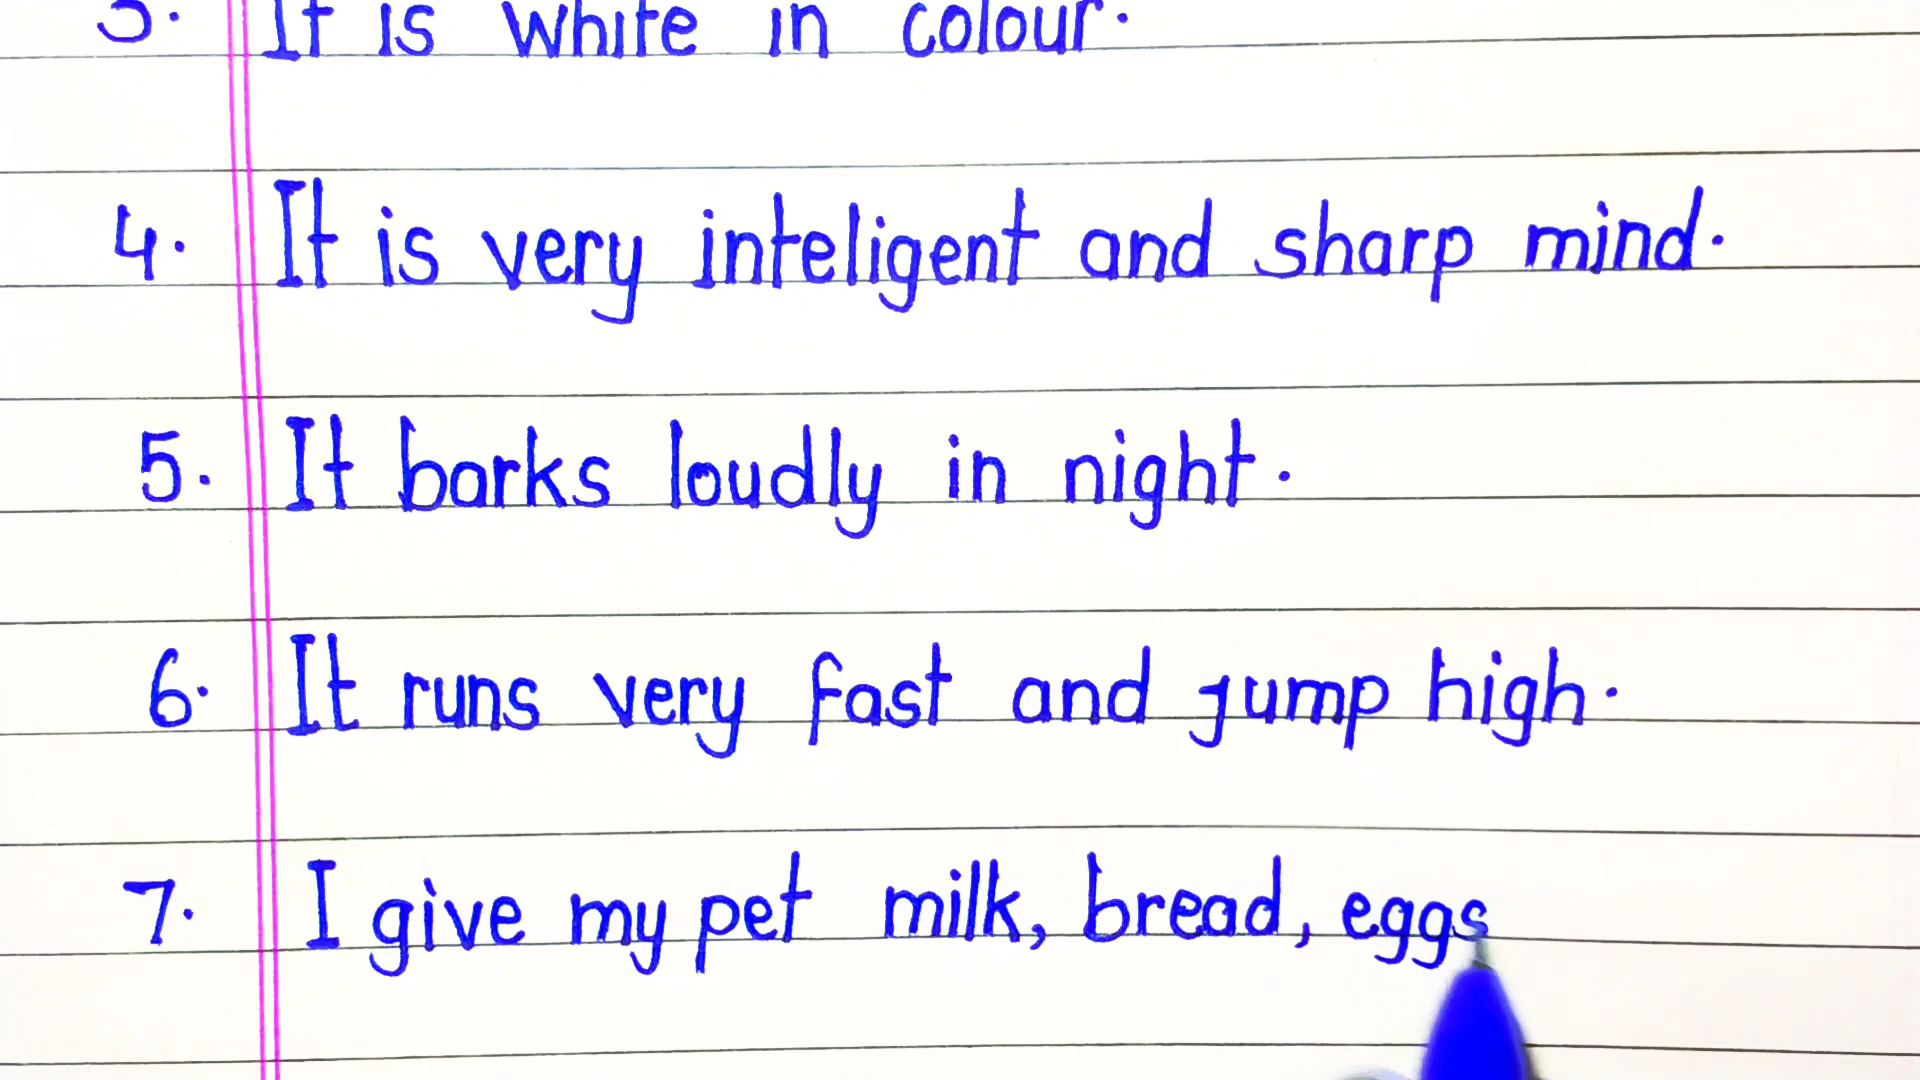 3. It is white in colour.
4. It is very inteligent and sharp mind.
5. It barks loudly in night.
6. It runs very fast and jump high.
7. I give my pet milk, bread, eggs